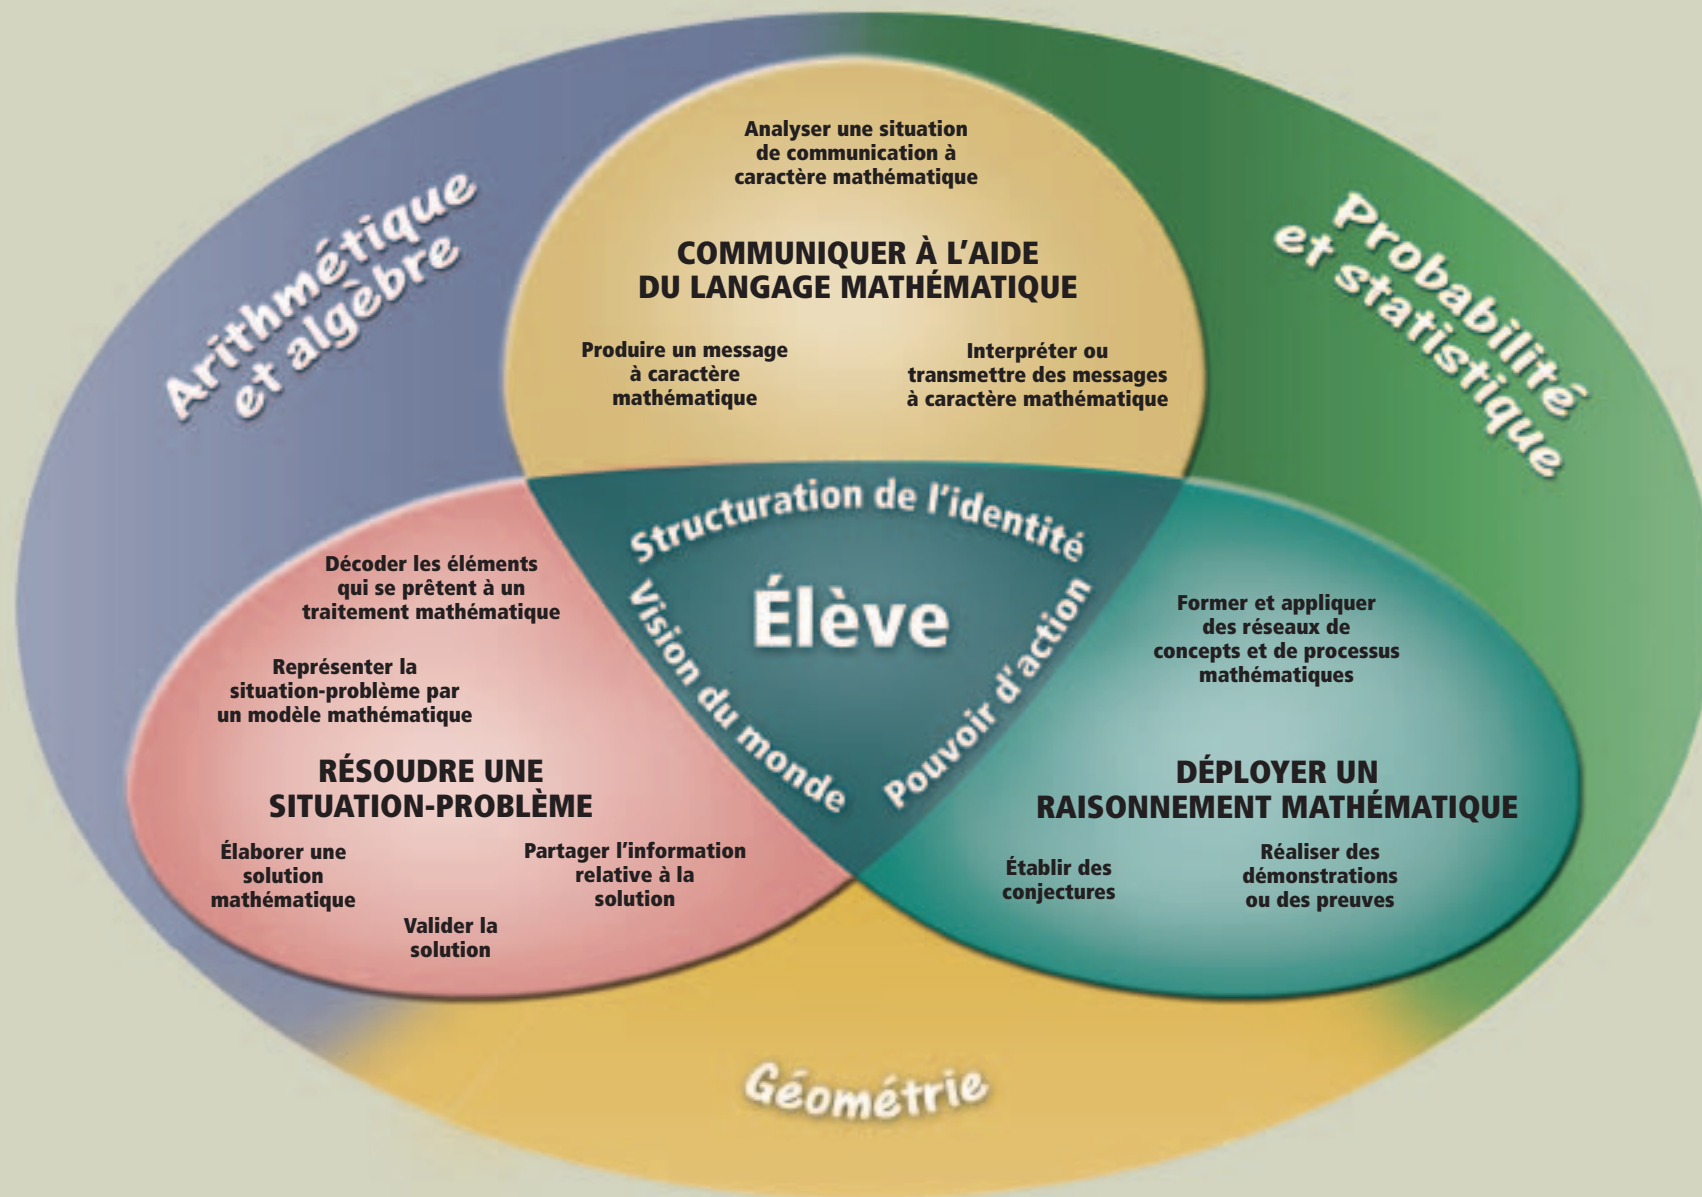 Arithmétique
et algèbre
Probabilité
et statistique
Analyser une situation
de communication à
caractère mathématique
COMMUNIQUER À L’AIDE
DU LANGAGE MATHÉMATIQUE
Produire un message
à caractère
mathématique
Interpréter ou
transmettre des messages
à caractère mathématique
Structuration de l’identité
Élève
Vision du monde
Pouvoir d’action
Décoder les éléments
qui se prêtent à un
traitement mathématique
Représenter la
situation-problème par
un modèle mathématique
RÉSOUDRE UNE
SITUATION-PROBLÈME
Élaborer une
solution
mathématique
Partager l’information
relative à la
solution
Valider la
solution
Former et appliquer
des réseaux de
concepts et de processus
mathématiques
DÉPLOYER UN
RAISONNEMENT MATHÉMATIQUE
Établir des
conjectures
Réaliser des
démonstrations
ou des preuves
Géométrie